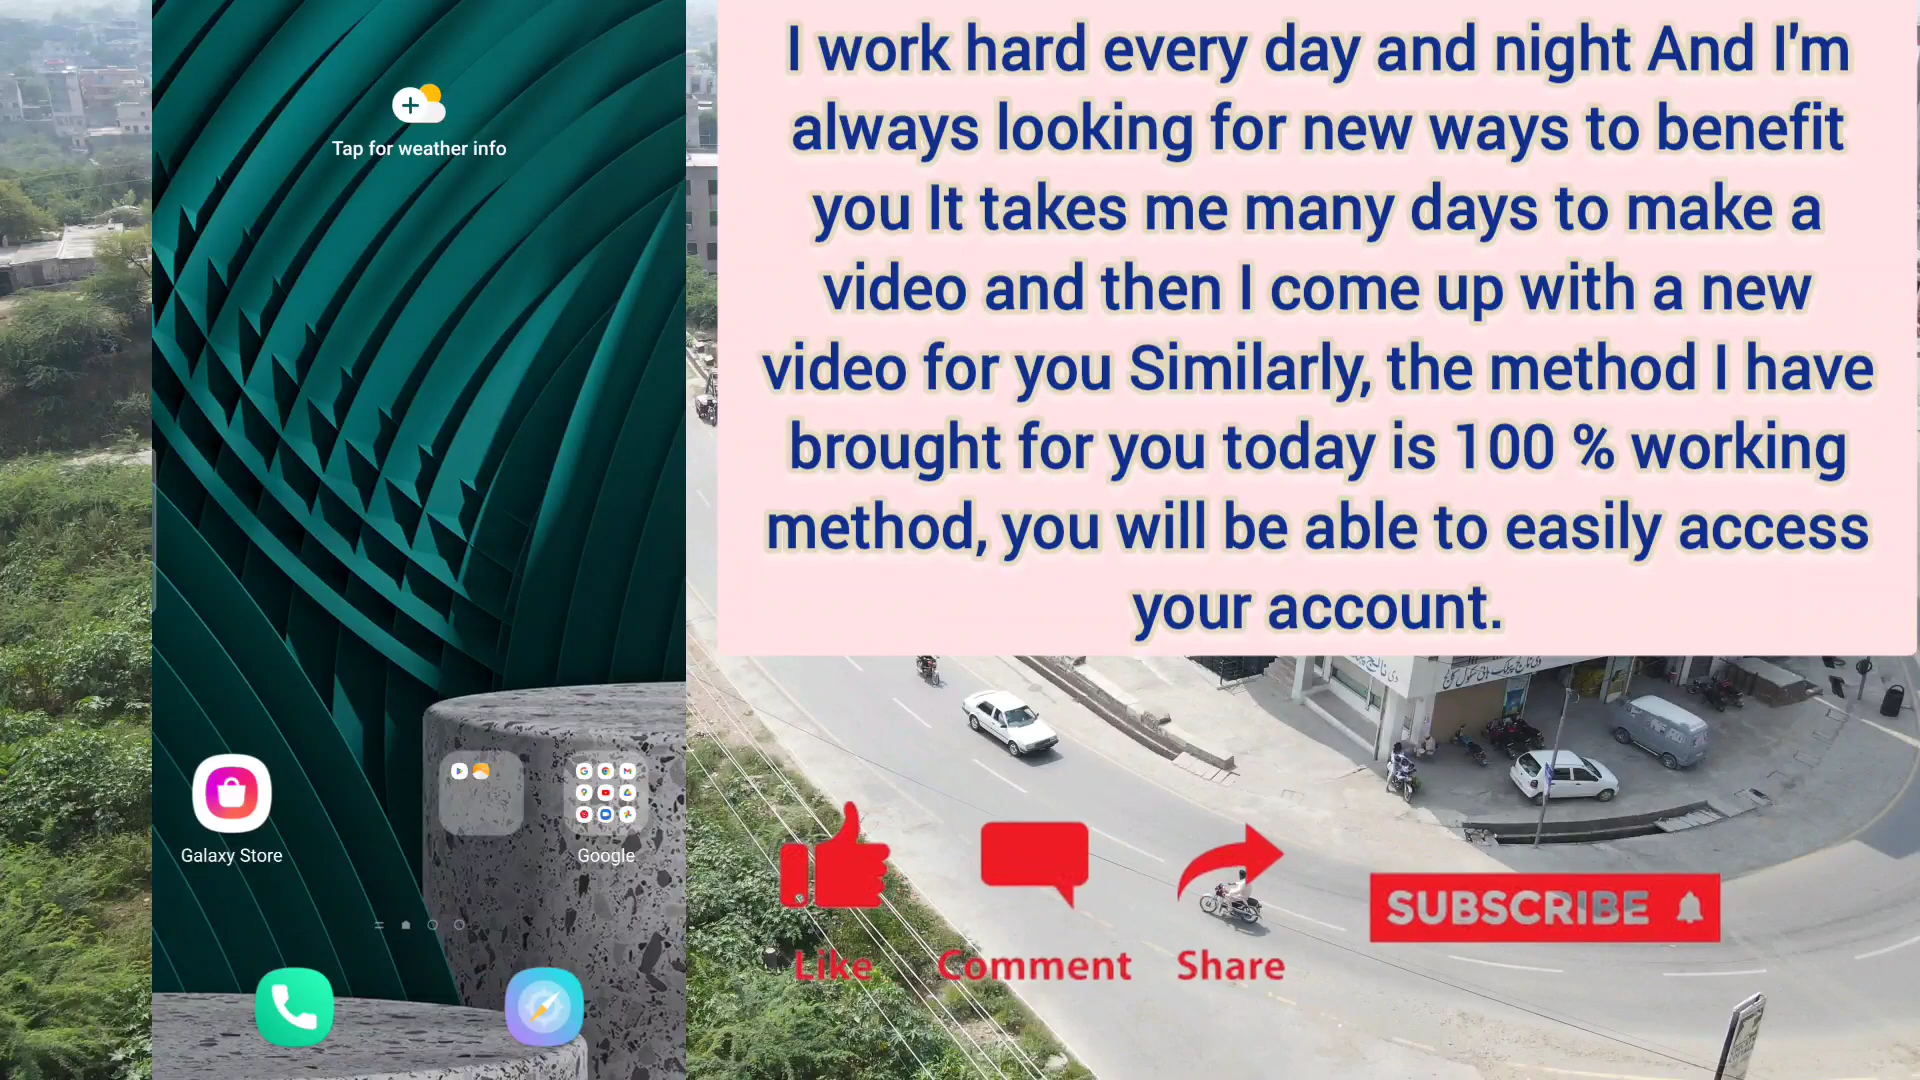 I work hard every day and night And I'm
always looking for new ways to benefit
you It takes me many days to make a
video and then I come up with a new
video for you Similarly, the method I have
brought for you today is 100 % working
method, you will be able to easily access
your account.
Tap for weather info
Galaxy Store
Google
Like
Comment
Share
SUBSCRIBE